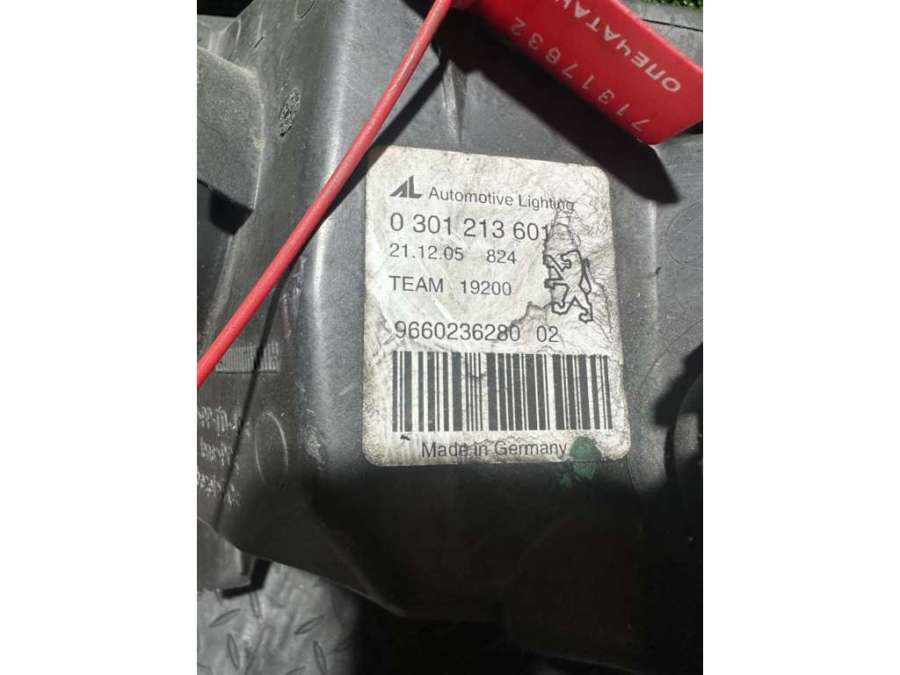 71317632
ОПЕЧАТАН
AL Automotive Lighting
0 301 213 601
21.12.05 824
TEAM 19200
9660236280 02
Made in Germany